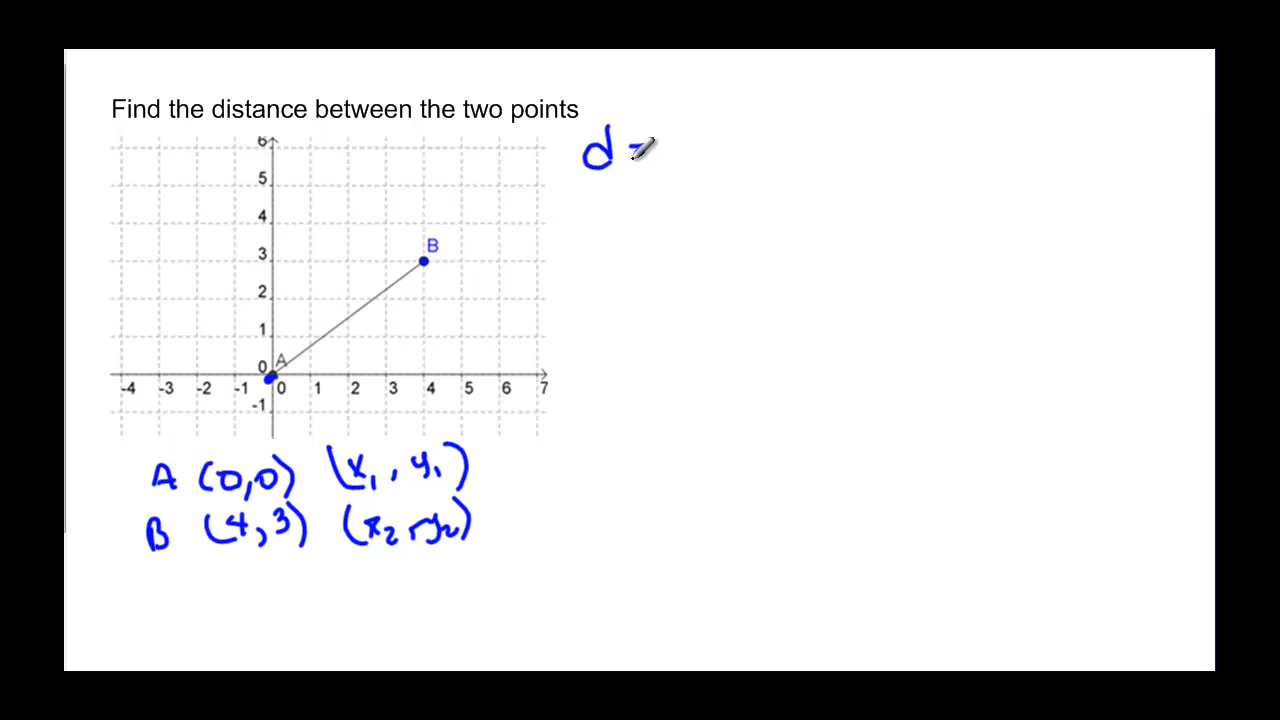 Find the distance between the two points
d =
6
5
4
B
3
2
1
A
0
-4 -3 -2 -1 0 1 2 3 4 5 6 7
-1
A (0,0) (x₁, y₁)
B (4,3) (x₂, y₂)